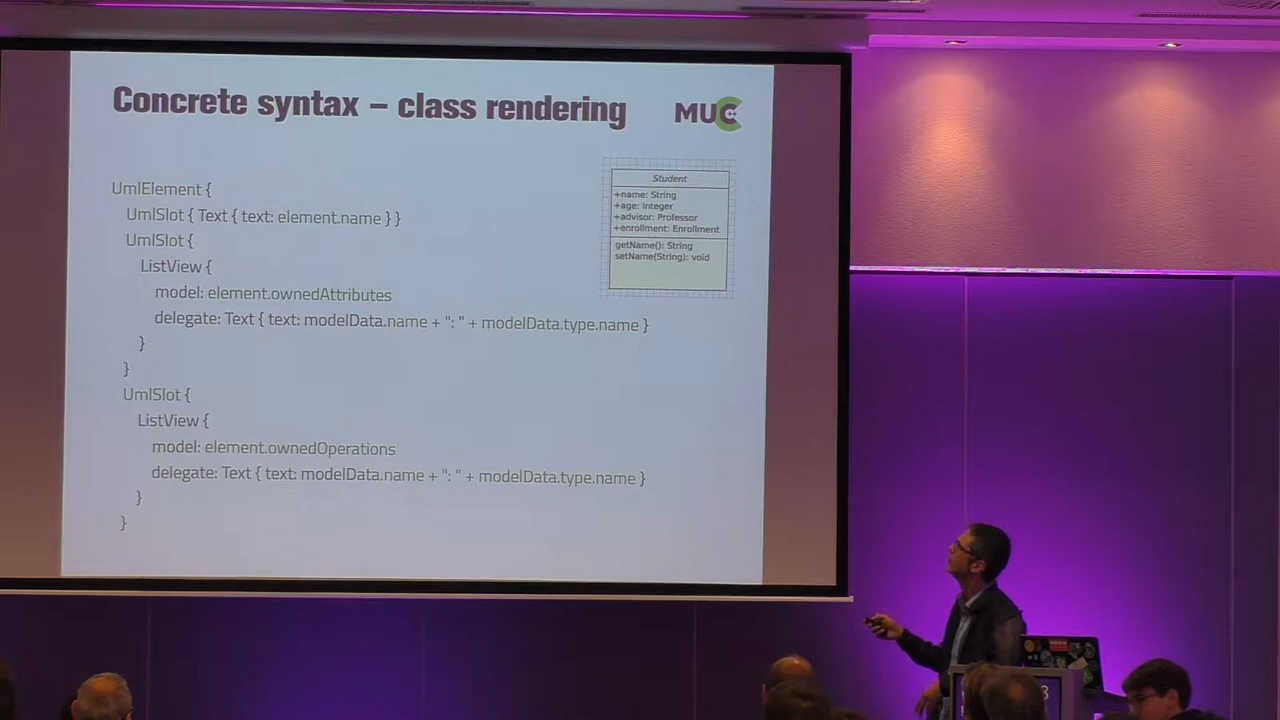 Concrete syntax – class rendering
MUC++
UmlElement {
UmlSlot { Text { text: element.name } }
UmlSlot {
ListView {
model: element.ownedAttributes
delegate: Text { text: modelData.name + ": " + modelData.type.name }
}
}
UmlSlot {
ListView {
model: element.ownedOperations
delegate: Text { text: modelData.name + ": " + modelData.type.name }
}
}
Student
+name: String
+age: Integer
+advisor: Professor
+enrollment: Enrollment
getName(): String
setName(String): void